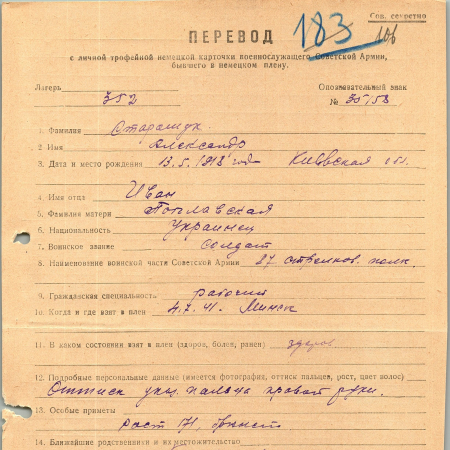 Сов. секретно
183
106
ПЕРЕВОД
с личной трофейной немецкой карточки военнослужащего Советской Армии,
бывшего в немецком плену.
Лагерь 352
Опознавательный знак
№ 35153
1. Фамилия Старащук
2 Имя Александр
3. Дата и место рождения 13.5.1918 год Киевская обл.
4. Имя отца Иван
5. Фамилия матери Поплавская
6. Национальность Украинец
7. Воинское звание солдат
8. Наименование воинской части Советской Армии 27 стрелков. полк.
9. Гражданская специальность рабочий
10. Когда и где взят в плен 4.7.41. Минск
11. В каком состоянии взят в плен (здоров, болен, ранен) здоров
12. Подробные персональные данные (имеется фотография, оттиск пальцев, рост, цвет волос)
Оттиск указ. пальца правой руки.
13. Особые приметы
Рост 171,
14. Ближайшие родственники и их местожительство